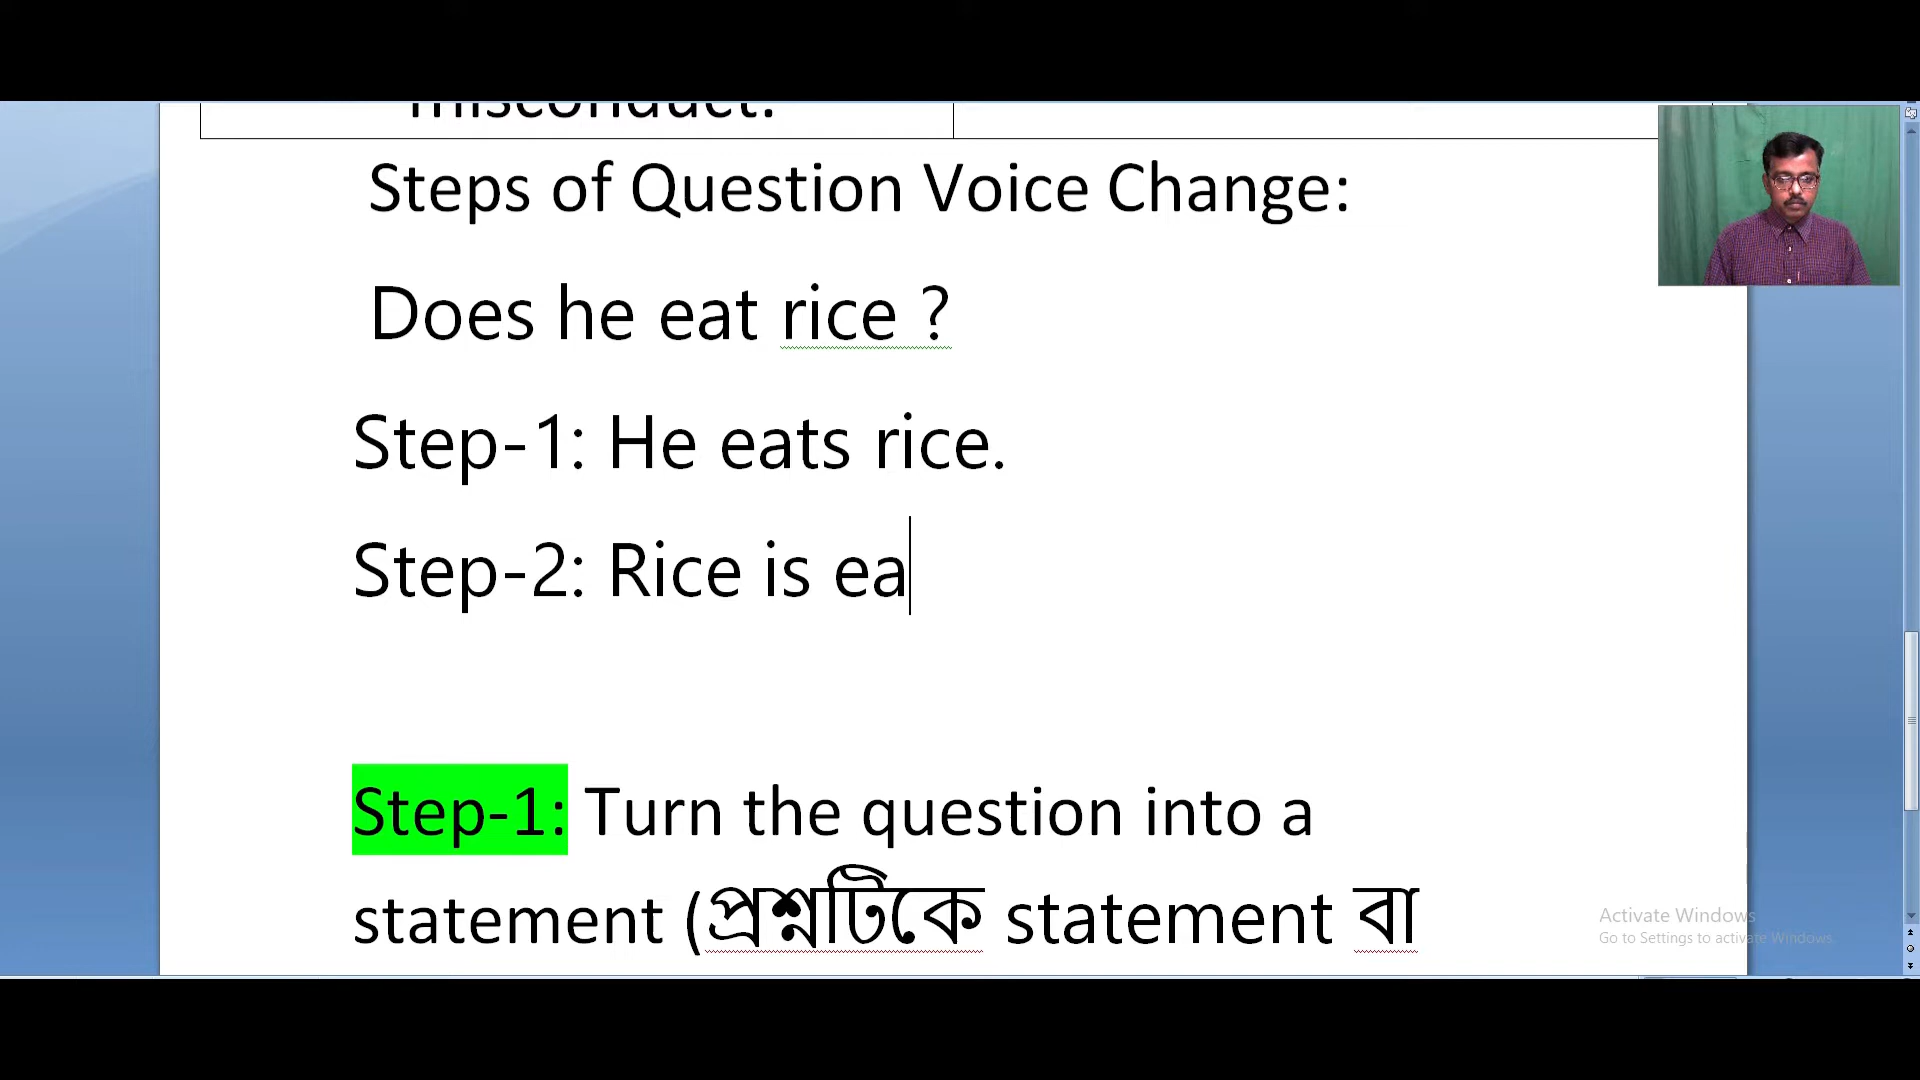 misconduct.
Steps of Question Voice Change:
Does he eat rice ?
Step-1: He eats rice.
Step-2: Rice is ea
Step-1: Turn the question into a
statement (প্রশ্নটিকে statement বা
Activate Windows
Go to Settings to activate Windows.